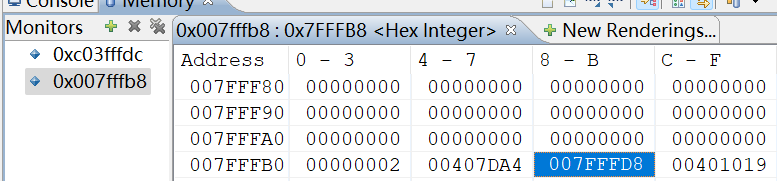 Console Memory
Monitors
0xc03fffdc
0x007fffb8
0x007fffb8 : 0x7FFFB8 <Hex Integer> New Renderings...
Address 0 - 3 4 - 7 8 - B C - F
007FFF80 00000000 00000000 00000000 00000000
007FFF90 00000000 00000000 00000000 00000000
007FFFA0 00000000 00000000 00000000 00000000
007FFFB0 00000002 00407DA4 007FFFD8 00401019